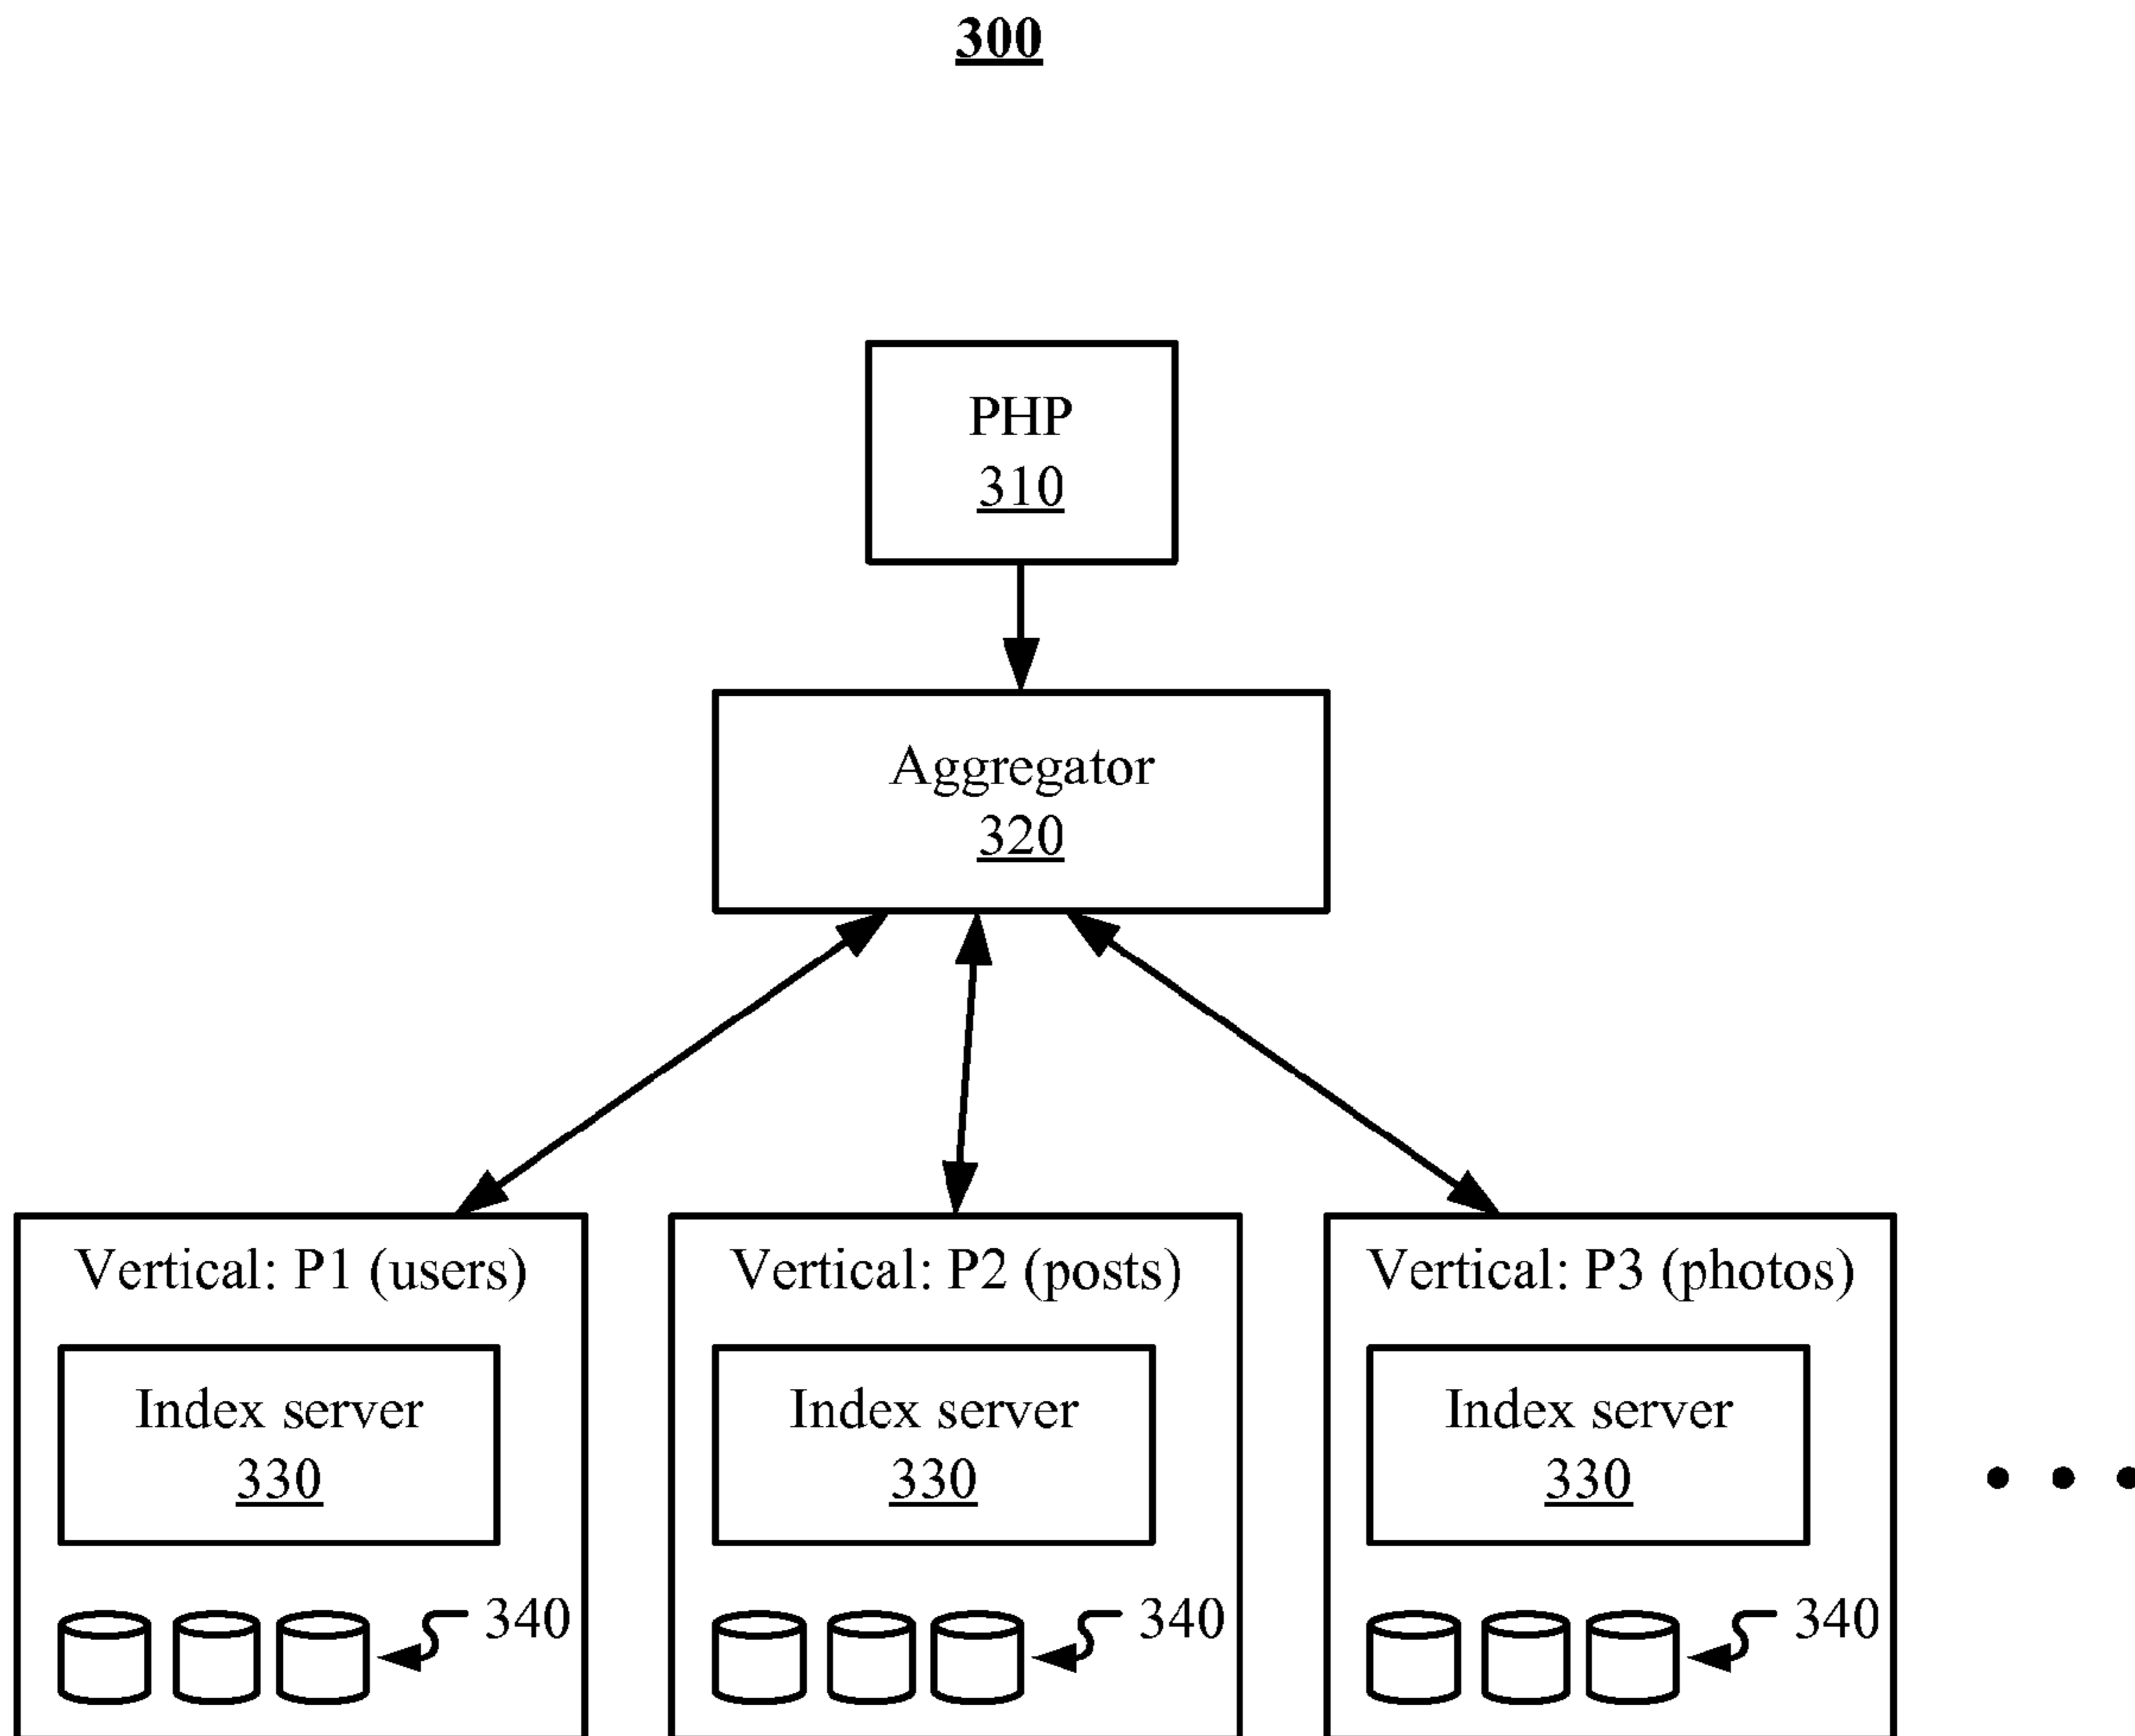 300
PHP
310
Aggregator
320
Vertical: P1 (users)
Index server
330
340
Vertical: P2 (posts)
Index server
330
340
Vertical: P3 (photos)
Index server
330
340